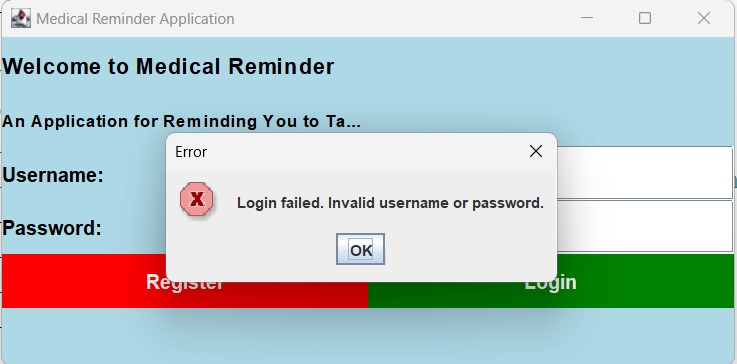 Medical Reminder Application
Welcome to Medical Reminder
An Application for Reminding You to Ta...
Error
Username:
Login failed. Invalid username or password.
Password:
OK
Register
Login